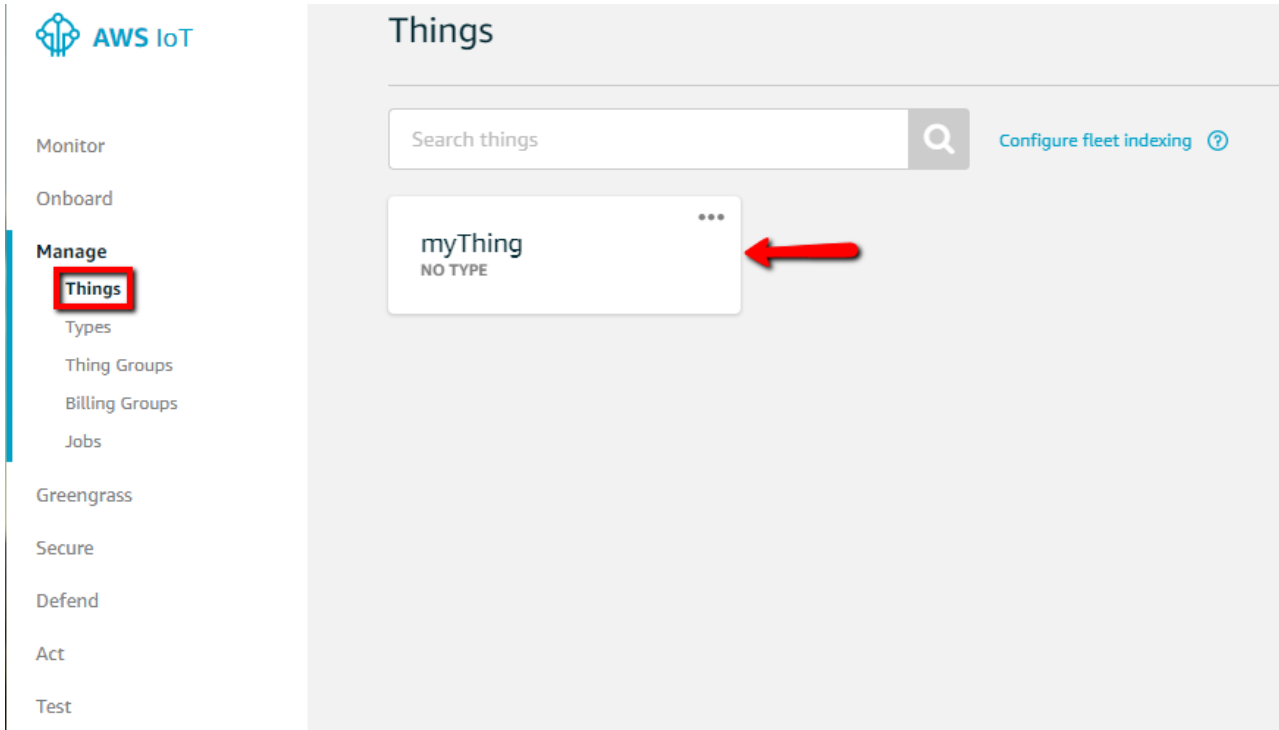 AWS IoT
Monitor
Onboard
Manage
Things
Types
Thing Groups
Billing Groups
Jobs
Greengrass
Secure
Defend
Act
Test
Things
Search things
Configure fleet indexing ?
myThing
NO TYPE